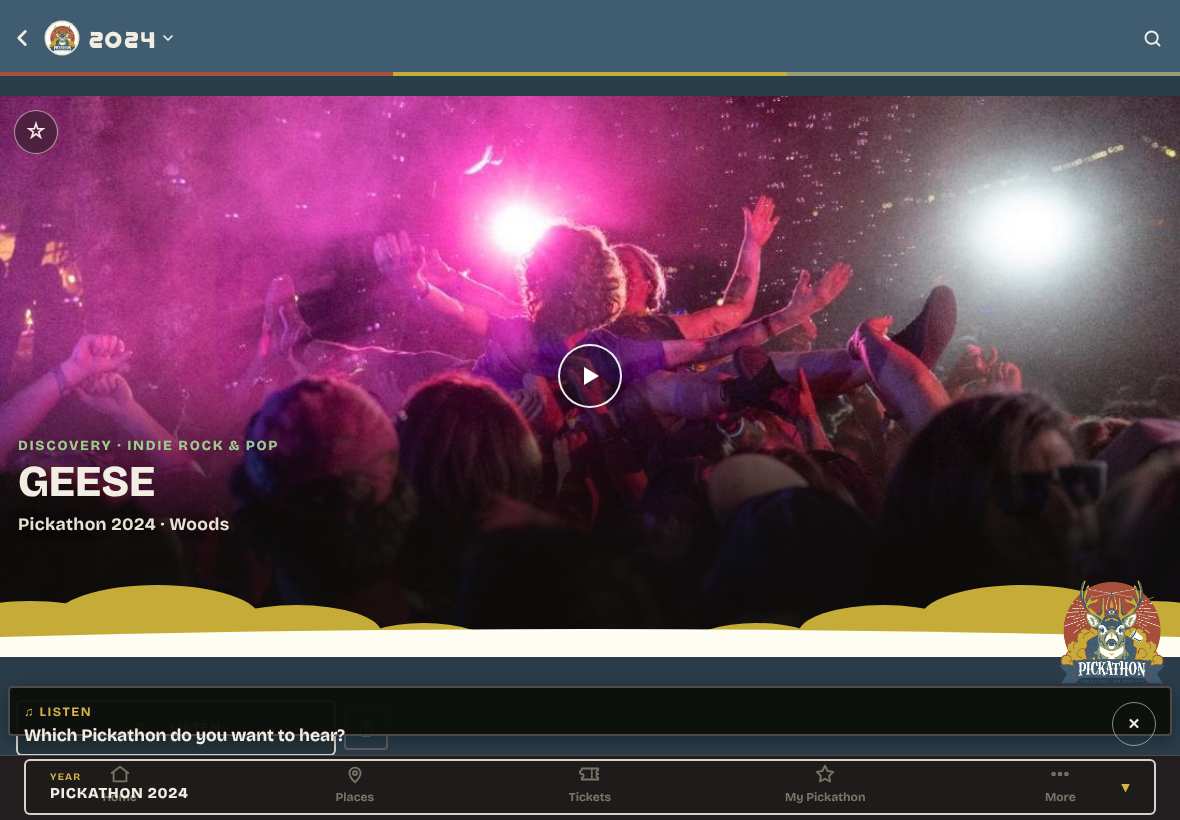 2024
DISCOVERY · INDIE ROCK & POP
GEESE
Pickathon 2024 · Woods
PICKATHON
♫ LISTEN
Which Pickathon do you want to hear?
YEAR
PICKATHON 2024
Home
Places
Tickets
My Pickathon
More